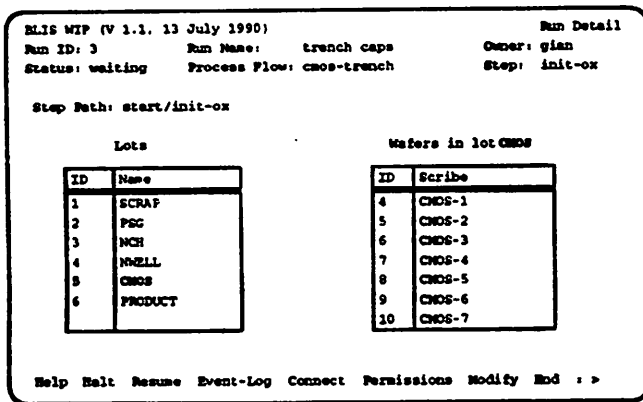 BLIS WIP (V 1.1, 13 July 1990) Run Detail
Run ID: 3 Run Name: trench caps Owner: gian
Status: waiting Process Flow: cmos-trench Step: init-ox
Step Path: start/init-ox
Lots Wafers in lot CMOS
ID Name ID Scribe
1 SCRAP 4 CMOS-1
2 PSG 5 CMOS-2
3 NCH 6 CMOS-3
4 NWELL 7 CMOS-4
5 CMOS 8 CMOS-5
6 PRODUCT 9 CMOS-6
10 CMOS-7
Help Halt Resume Event-Log Connect Permissions Modify End : >